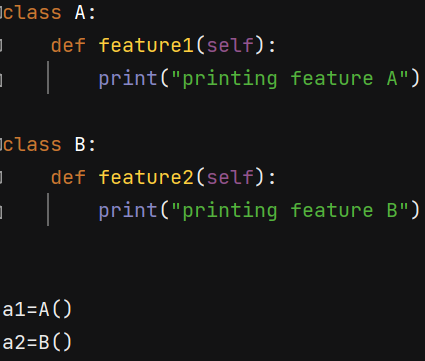 class A:
    def feature1(self):
        print("printing feature A")
class B:
    def feature2(self):
        print("printing feature B")
a1=A()
a2=B()